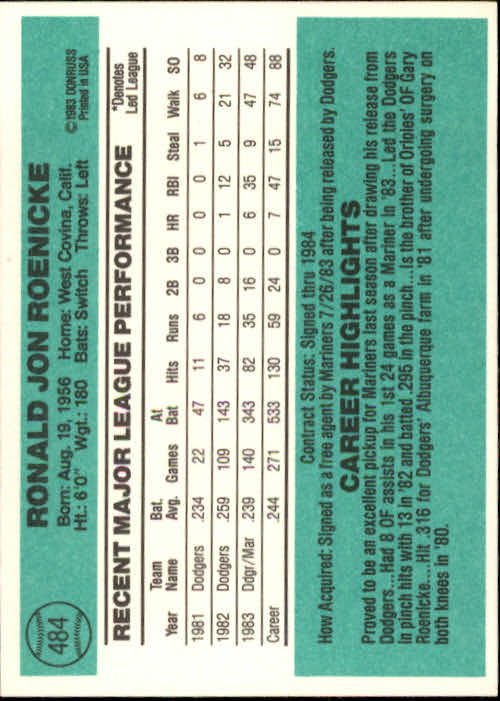 484
RONALD JON ROENICKE
Born: Aug. 19, 1956 Home: West Covina, Calif.
Ht.: 6'0" Wgt.: 180 Bats: Switch Throws: Left
©1983 DONRUSS
Printed in USA
RECENT MAJOR LEAGUE PERFORMANCE
*Denotes
Led League
Year Team Name Bat. Avg. Games At Bat Hits Runs 2B 3B HR RBI Steal Walk SO
1981 Dodgers .234 22 47 11 6 0 0 0 0 1 6 8
1982 Dodgers .259 109 143 37 18 8 0 1 12 5 21 32
1983 Ddgr/Mar .239 140 343 82 35 16 0 6 35 9 47 48
Career .244 271 533 130 59 24 0 7 47 15 74 88
Contract Status: Signed thru 1984
How Acquired: Signed as a free agent by Mariners 7/26/83 after being released by Dodgers.
CAREER HIGHLIGHTS
Proved to be an excellent pickup for Mariners last season after drawing his release from
Dodgers...Had 8 OF assists in his 1st 24 games as a Mariner in '83...Led the Dodgers
in pinch hits with 13 in '82 and batted .295 in the pinch...Is the brother of Orioles' OF Gary
Roenicke...Hit .316 for Dodgers' Albuquerque farm in '81 after undergoing surgery on
both knees in '80.